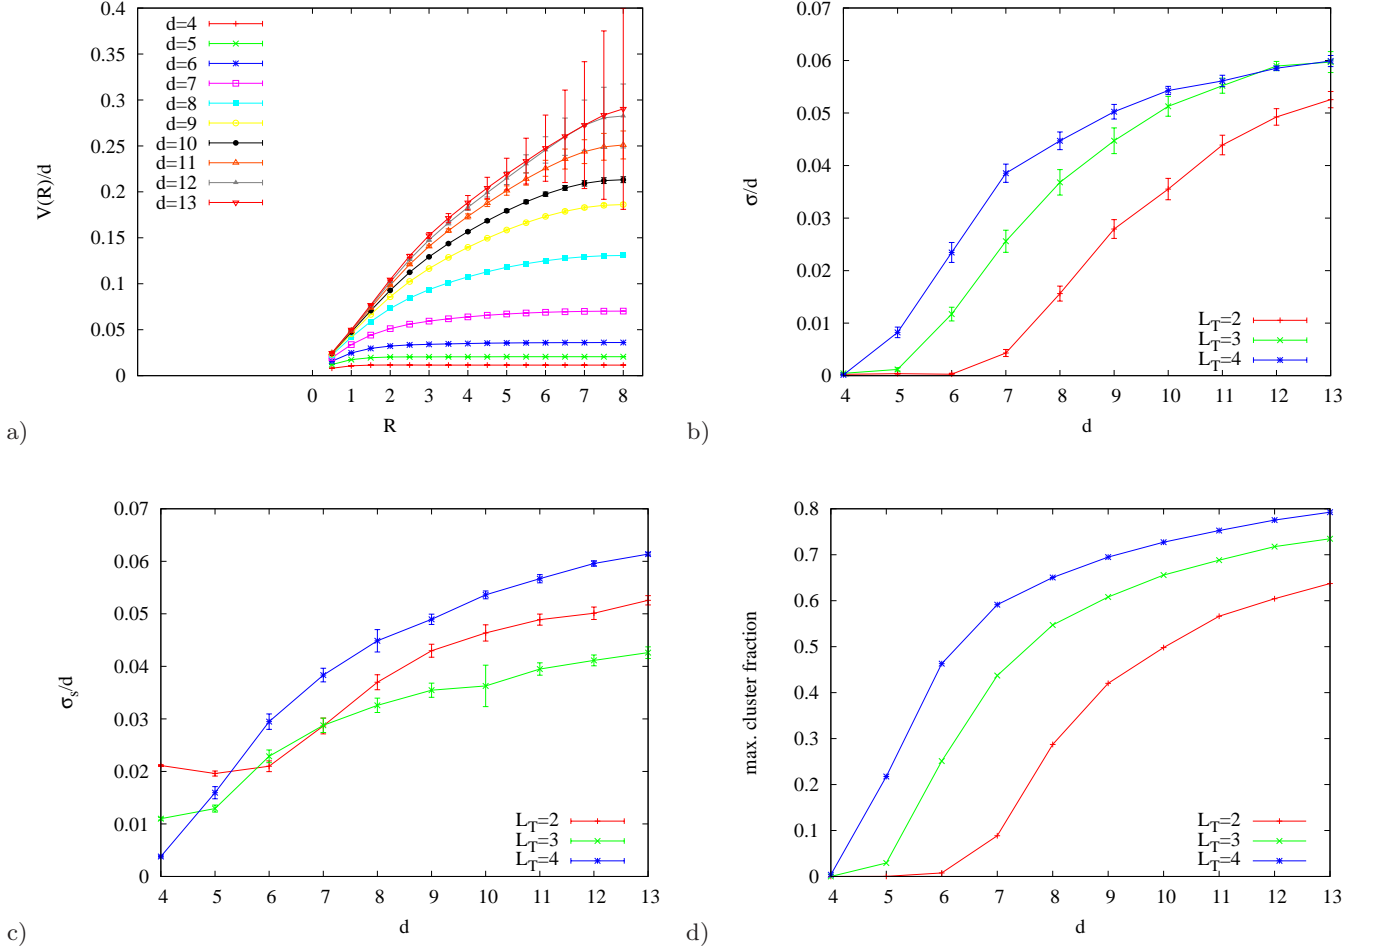 0.4
0.35
0.3
0.25
0.2
0.15
0.1
0.05
0
V(R)/d
d=4
d=5
d=6
d=7
d=8
d=9
d=10
d=11
d=12
d=13
0 1 2 3 4 5 6 7 8
R
a)
0.07
0.06
0.05
0.04
0.03
0.02
0.01
0
σ/d
L_T=2
L_T=3
L_T=4
4 5 6 7 8 9 10 11 12 13
d
b)
0.07
0.06
0.05
0.04
0.03
0.02
0.01
0
σ_s/d
L_T=2
L_T=3
L_T=4
4 5 6 7 8 9 10 11 12 13
d
c)
0.8
0.7
0.6
0.5
0.4
0.3
0.2
0.1
0
max. cluster fraction
L_T=2
L_T=3
L_T=4
4 5 6 7 8 9 10 11 12 13
d
d)